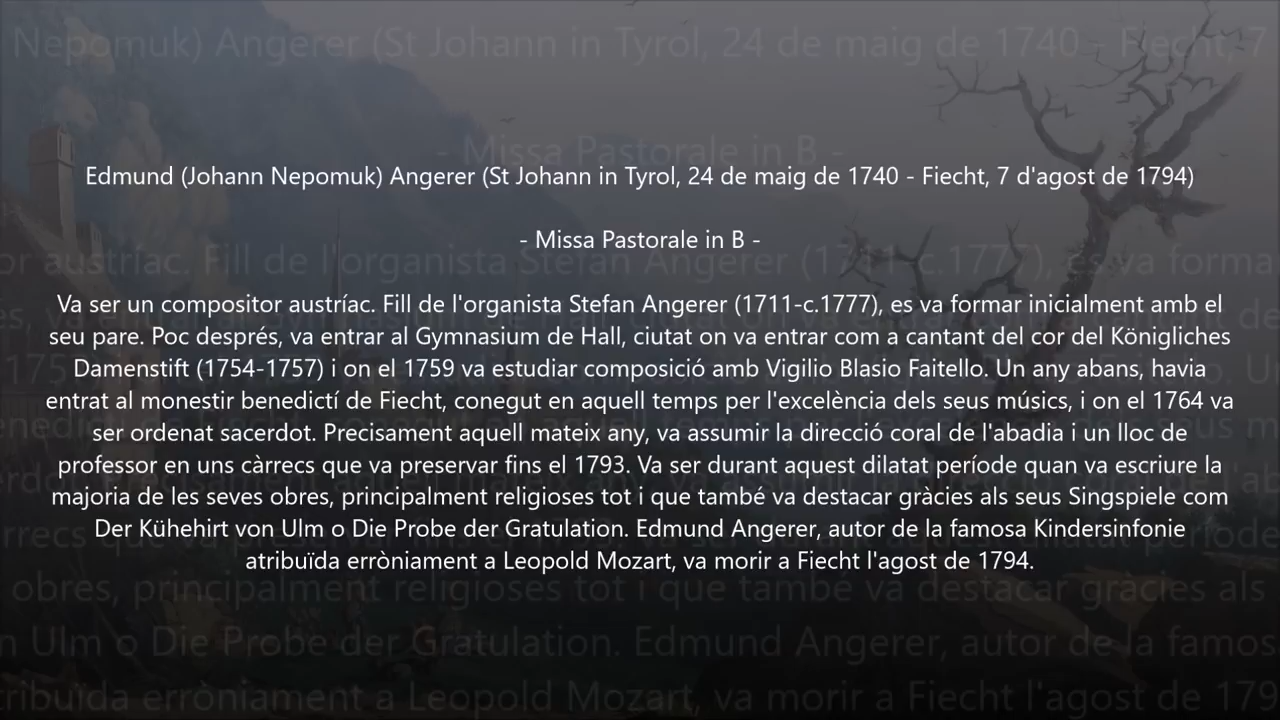 Edmund (Johann Nepomuk) Angerer (St Johann in Tyrol, 24 de maig de 1740 - Fiecht, 7 d'agost de 1794)
- Missa Pastorale in B -
Va ser un compositor austríac. Fill de l'organista Stefan Angerer (1711-c.1777), es va formar inicialment amb el
seu pare. Poc després, va entrar al Gymnasium de Hall, ciutat on va entrar com a cantant del cor del Königliches
Damenstift (1754-1757) i on el 1759 va estudiar composició amb Vigilio Blasio Faitello. Un any abans, havia
entrat al monestir benedictí de Fiecht, conegut en aquell temps per l'excelència dels seus músics, i on el 1764 va
ser ordenat sacerdot. Precisament aquell mateix any, va assumir la direcció coral de l'abadia i un lloc de
professor en uns càrrecs que va preservar fins el 1793. Va ser durant aquest dilatat període quan va escriure la
majoria de les seves obres, principalment religioses tot i que també va destacar gràcies als seus Singspiele com
Der Kühehirt von Ulm o Die Probe der Gratulation. Edmund Angerer, autor de la famosa Kindersinfonie
atribuïda erròniament a Leopold Mozart, va morir a Fiecht l'agost de 1794.